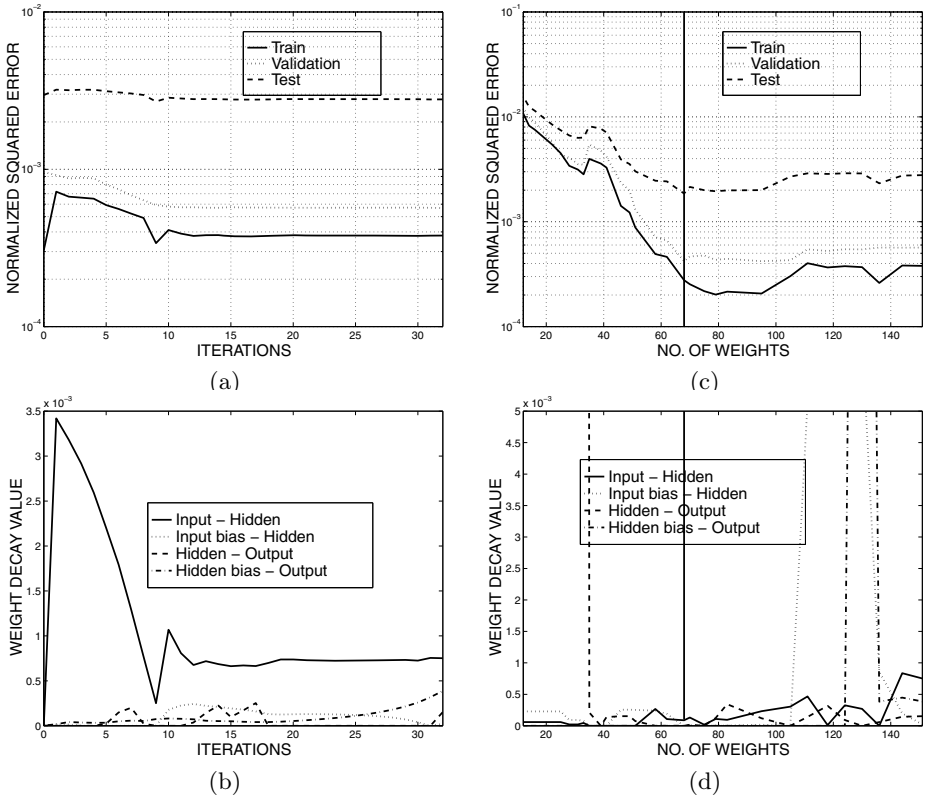 10−2
10−3
10−4
NORMALIZED SQUARED ERROR
Train
Validation
Test
0 5 10 15 20 25 30
ITERATIONS
(a)
10−1
10−2
10−3
10−4
NORMALIZED SQUARED ERROR
Train
Validation
Test
20 40 60 80 100 120 140
NO. OF WEIGHTS
(c)
x 10−3
3.5
3
2.5
2
1.5
1
0.5
0
WEIGHT DECAY VALUE
Input − Hidden
Input bias − Hidden
Hidden − Output
Hidden bias − Output
0 5 10 15 20 25 30
ITERATIONS
(b)
x 10−3
5
4.5
4
3.5
3
2.5
2
1.5
1
0.5
0
WEIGHT DECAY VALUE
Input − Hidden
Input bias − Hidden
Hidden − Output
Hidden bias − Output
20 40 60 80 100 120 140
NO. OF WEIGHTS
(d)